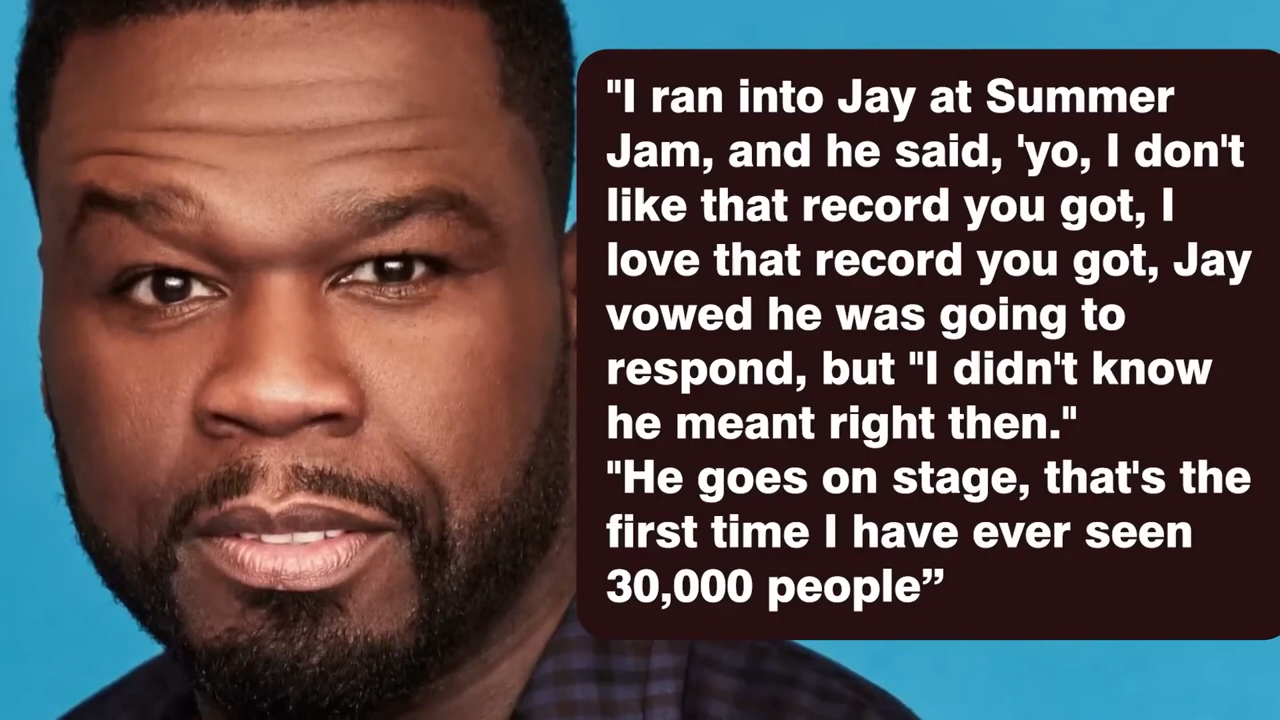 "I ran into Jay at Summer
Jam, and he said, 'yo, I don't
like that record you got, I
love that record you got, Jay
vowed he was going to
respond, but "I didn't know
he meant right then."
"He goes on stage, that's the
first time I have ever seen
30,000 people”